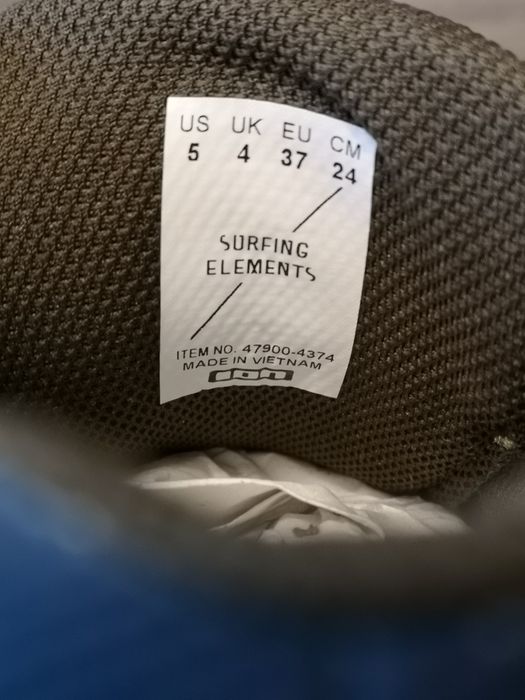 US UK EU CM
5 4 37 24
SURFING
ELEMENTS
ITEM NO. 47900-4374
MADE IN VIETNAM
ion